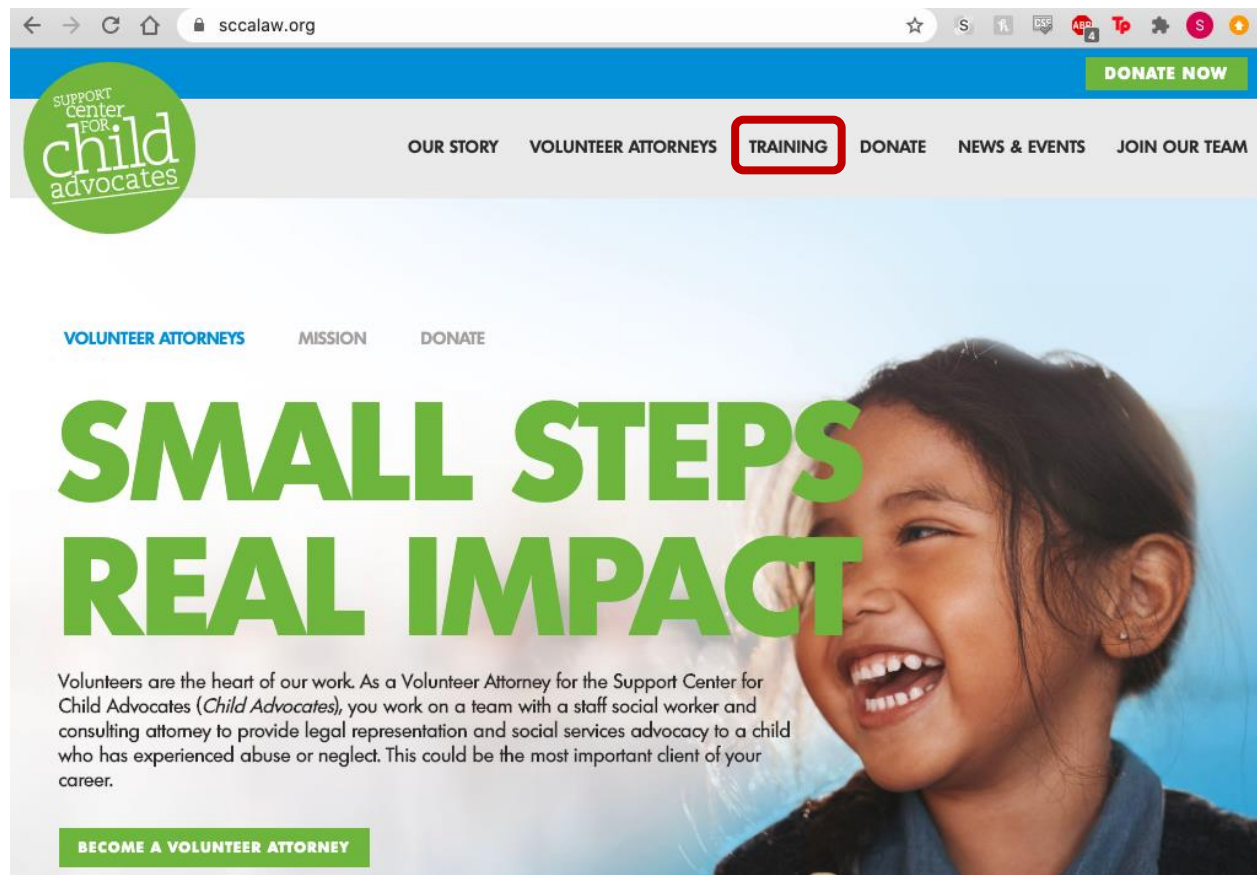 sccalaw.org
S
CSS
ABP
4
Tp
S
DONATE NOW
SUPPORT
center
FOR
child
advocates
OUR STORY VOLUNTEER ATTORNEYS TRAINING DONATE NEWS & EVENTS JOIN OUR TEAM
VOLUNTEER ATTORNEYS MISSION DONATE
SMALL STEPS
REAL IMPACT
Volunteers are the heart of our work. As a Volunteer Attorney for the Support Center for
Child Advocates (Child Advocates), you work on a team with a staff social worker and
consulting attorney to provide legal representation and social services advocacy to a child
who has experienced abuse or neglect. This could be the most important client of your
career.
BECOME A VOLUNTEER ATTORNEY